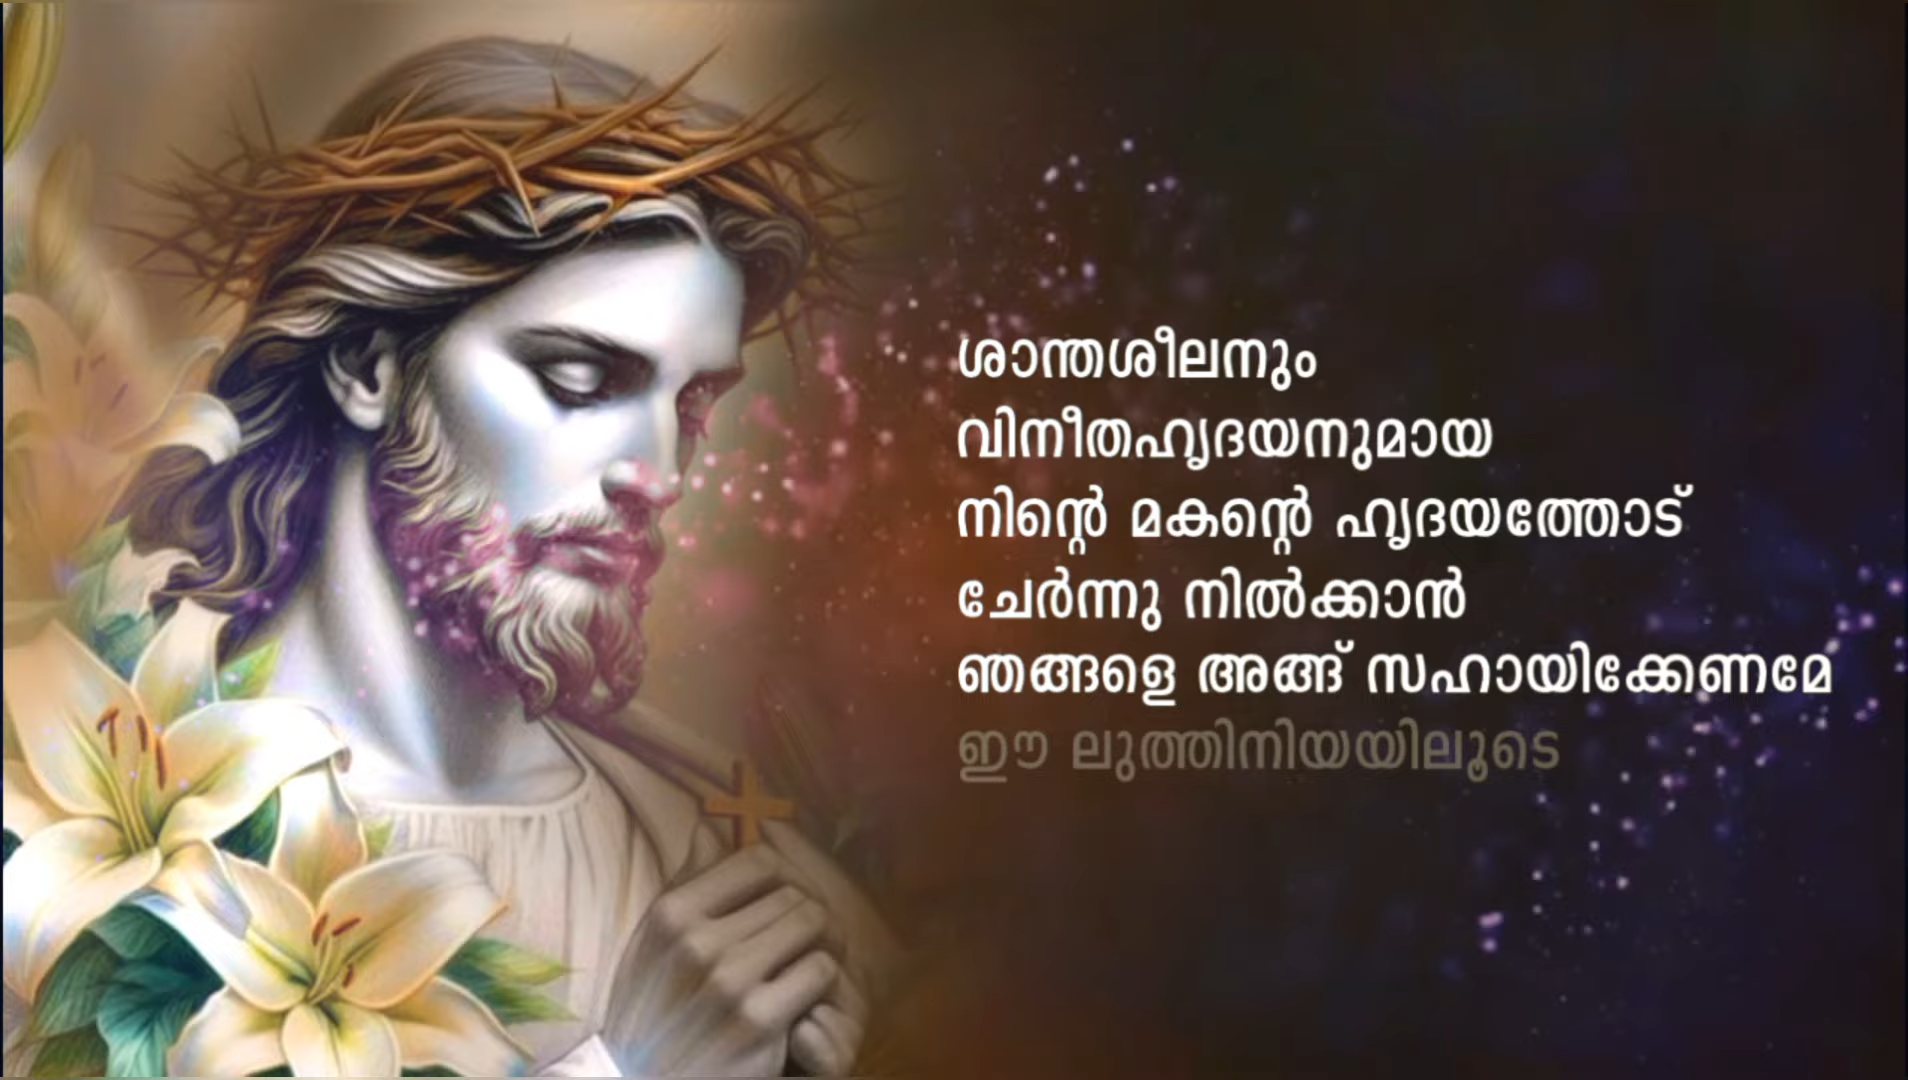 ശാന്തശീലനും
വിനീതഹൃദയനുമായ
നിന്റെ മകന്റെ ഹൃദയത്തോട്
ചേർന്നു നിൽക്കാൻ
ഞങ്ങളെ അങ്ങ് സഹായിക്കേണമേ
ഈ ലുത്തിനിയയിലൂടെ